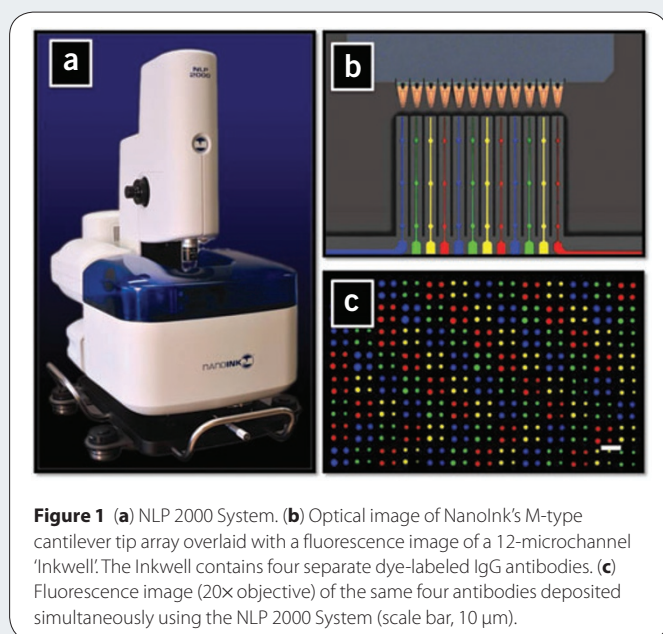 a
NLP
2000
NANOINK
b
c
Figure 1 (a) NLP 2000 System. (b) Optical image of NanoInk's M-type
cantilever tip array overlaid with a fluorescence image of a 12-microchannel
'Inkwell'. The Inkwell contains four separate dye-labeled IgG antibodies. (c)
Fluorescence image (20× objective) of the same four antibodies deposited
simultaneously using the NLP 2000 System (scale bar, 10 μm).